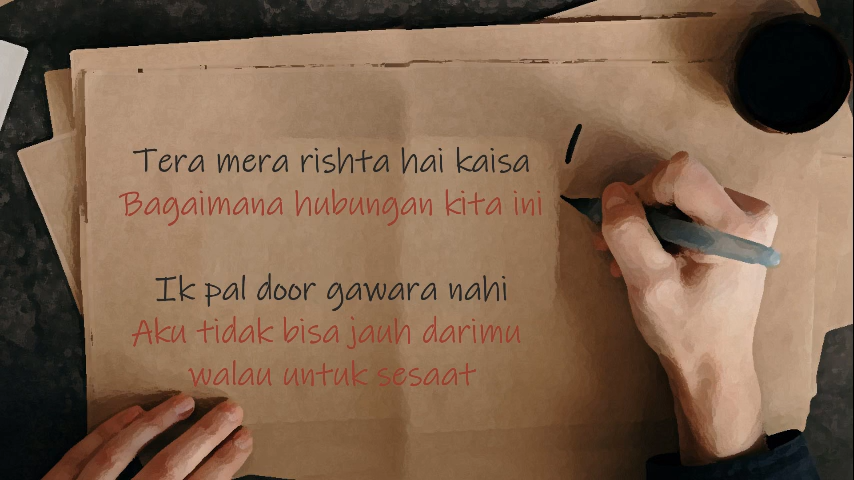 Tera mera rishta hai kaisa
Bagaimana hubungan kita ini
Ik pal door gawara nahi
Aku tidak bisa jauh darimu
walau untuk sesaat